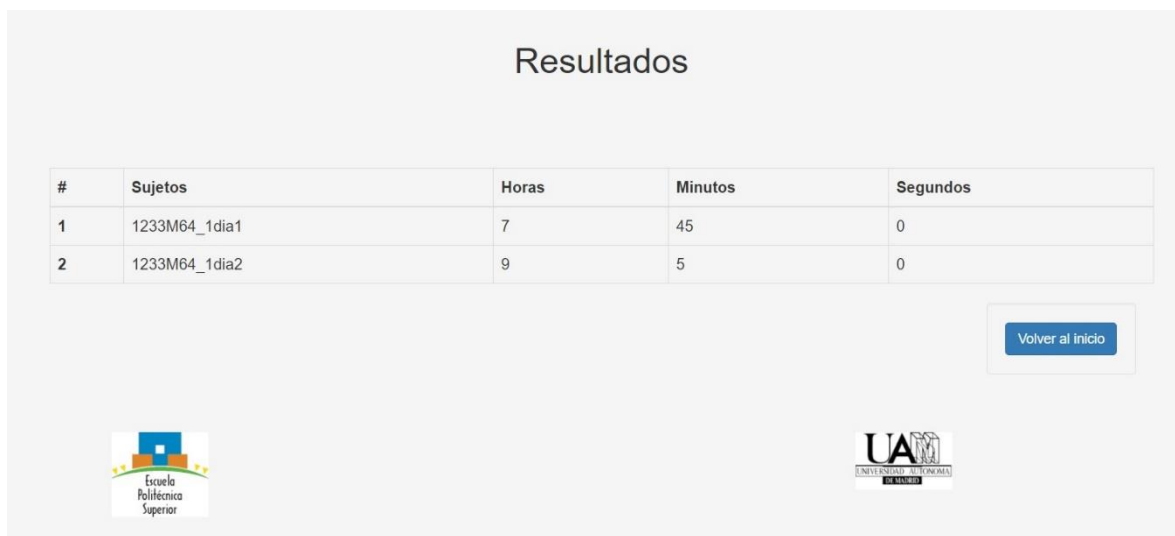 Resultados
# Sujetos Horas Minutos Segundos
1 1233M64_1dia1 7 45 0
2 1233M64_1dia2 9 5 0
Volver al inicio
Escuela
Politécnica
Superior
UAM
UNIVERSIDAD AUTONOMA
DE MADRID